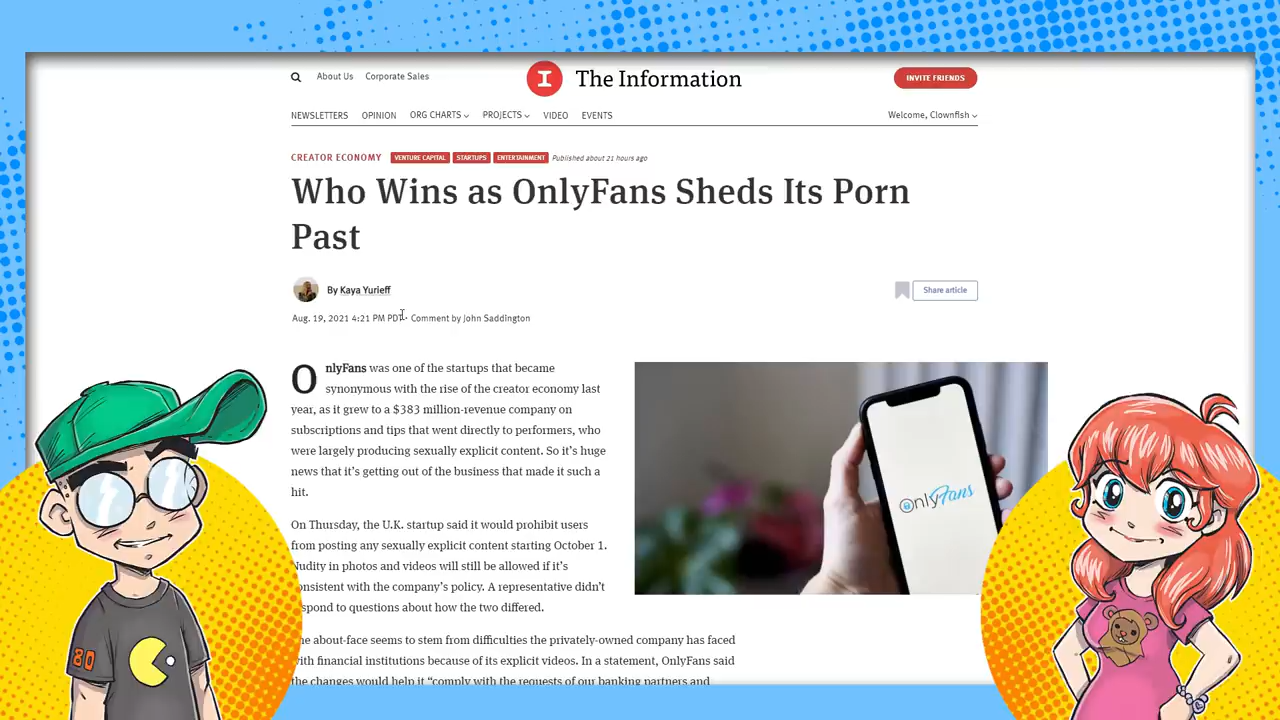 About Us Corporate Sales
The Information
INVITE FRIENDS
NEWSLETTERS OPINION ORG CHARTS PROJECTS VIDEO EVENTS
Welcome, Clownfish
CREATOR ECONOMY VENTURE CAPITAL STARTUPS ENTERTAINMENT Published about 21 hours ago
Who Wins as OnlyFans Sheds Its Porn
Past
By Kaya Yurieff
Share article
Aug. 19, 2021 4:21 PM PDT · Comment by John Saddington
OnlyFans was one of the startups that became
synonymous with the rise of the creator economy last
year, as it grew to a $383 million-revenue company on
subscriptions and tips that went directly to performers, who
were largely producing sexually explicit content. So it's huge
news that it's getting out of the business that made it such a
hit.
On Thursday, the U.K. startup said it would prohibit users
from posting any sexually explicit content starting October 1.
Nudity in photos and videos will still be allowed if it's
consistent with the company's policy. A representative didn't
respond to questions about how the two differed.
The about-face seems to stem from difficulties the privately-owned company has faced
with financial institutions because of its explicit videos. In a statement, OnlyFans said
the changes would help it "comply with the requests of our banking partners and
OnlyFans
80